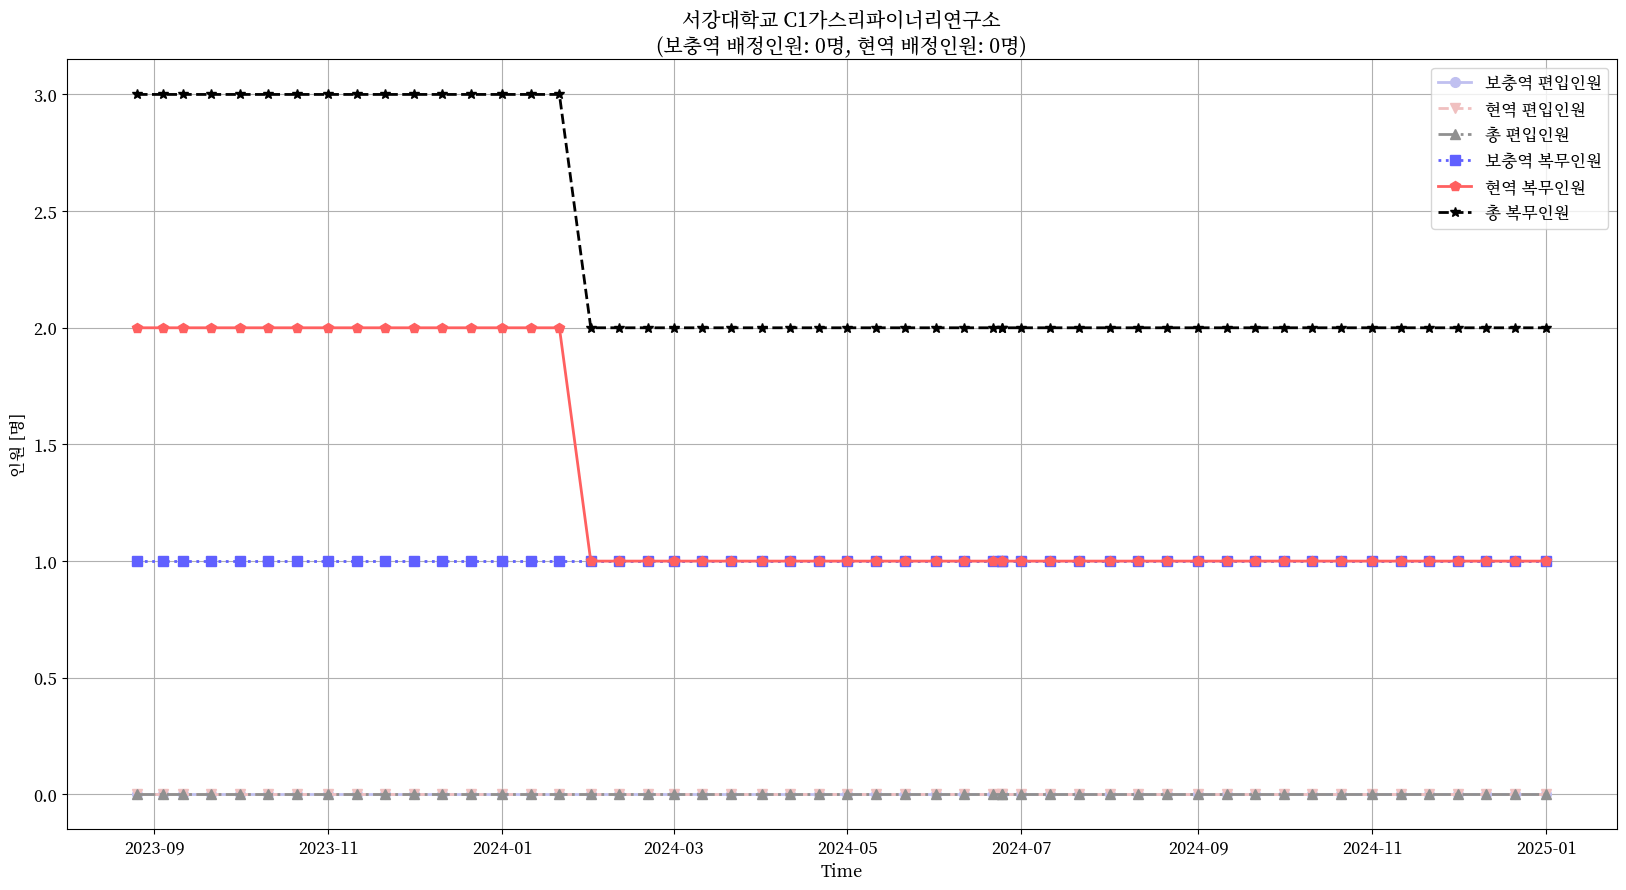 서강대학교 C1가스리파이너리연구소
(보충역 배정인원: 0명, 현역 배정인원: 0명)
보충역 편입인원
현역 편입인원
총 편입인원
보충역 복무인원
현역 복무인원
총 복무인원
인원 [명]
3.0
2.5
2.0
1.5
1.0
0.5
0.0
2023-09
2023-11
2024-01
2024-03
2024-05
2024-07
2024-09
2024-11
2025-01
Time